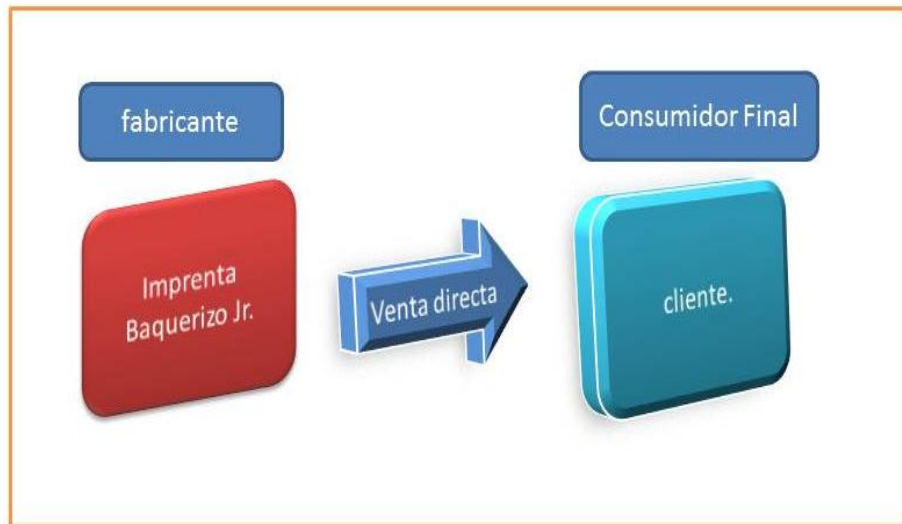 fabricante
Consumidor Final
Imprenta
Baquerizo Jr.
Venta directa
cliente.